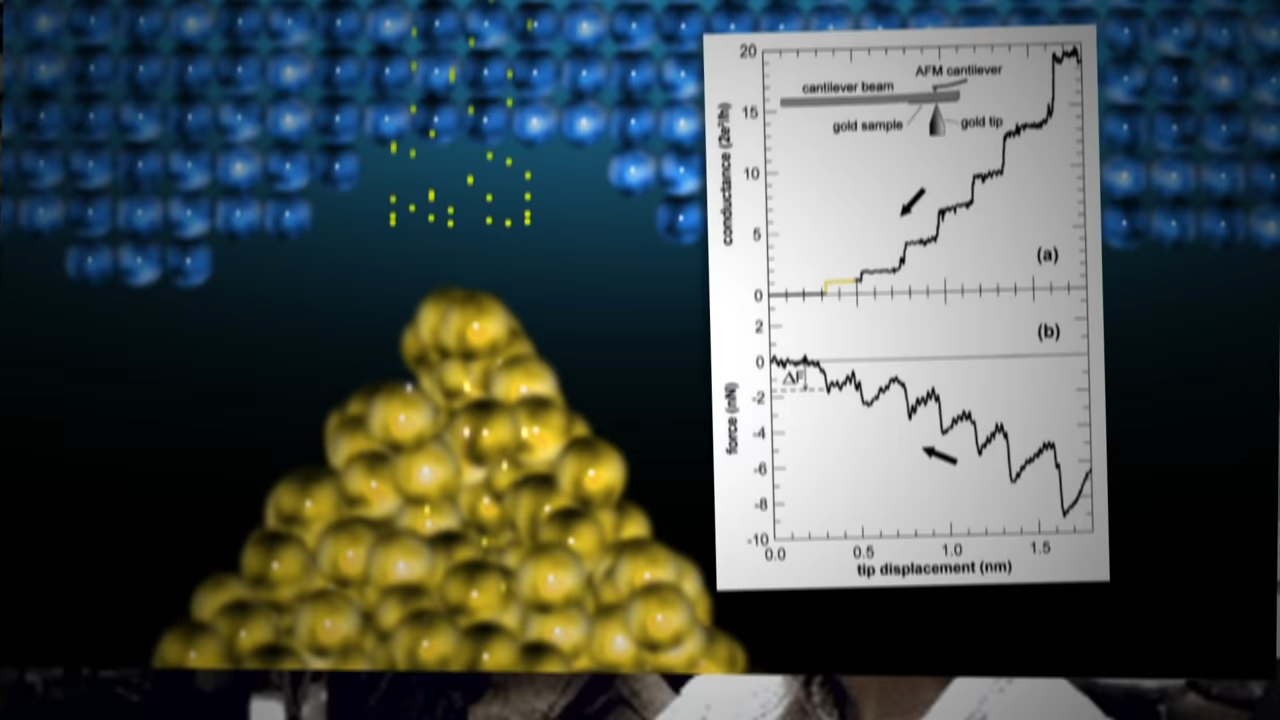 20
AFM cantilever
cantilever beam
15
gold sample
gold tip
conductance (2e²/h)
10
5
(a)
0
2
(b)
0
ΔF
-2
force (nN)
-4
-6
-8
-10
0.0 0.5 1.0 1.5
tip displacement (nm)